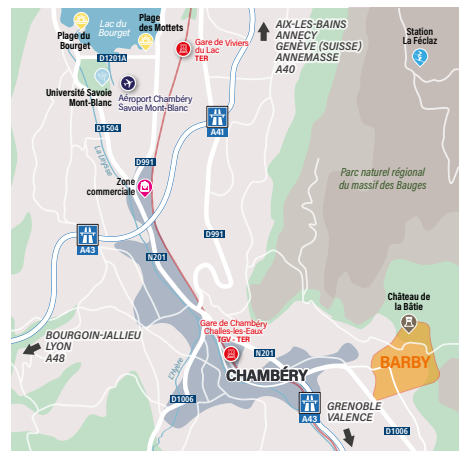 Lac du
Bourget
Plage
des Mottets
Plage du
Bourget
D1201A
Gare de Viviers
du Lac
TER
AIX-LES-BAINS
ANNECY
GENÈVE (SUISSE)
ANNEMASSE
A40
Station
La Féclaz
Université Savoie
Mont-Blanc
Aéroport Chambéry
Savoie Mont-Blanc
D1504
A41
La Leysse
D991
Parc naturel régional
du massif des Bauges
Zone
commerciale
A43
D991
N201
Château de
la Bâtie
Gare de Chambéry
Challes-les-Eaux
TGV - TER
BOURGOIN-JALLIEU
LYON
A48
N201
BARBY
L'Hyère
CHAMBÉRY
D1006
A43
GRENOBLE
VALENCE
D1006